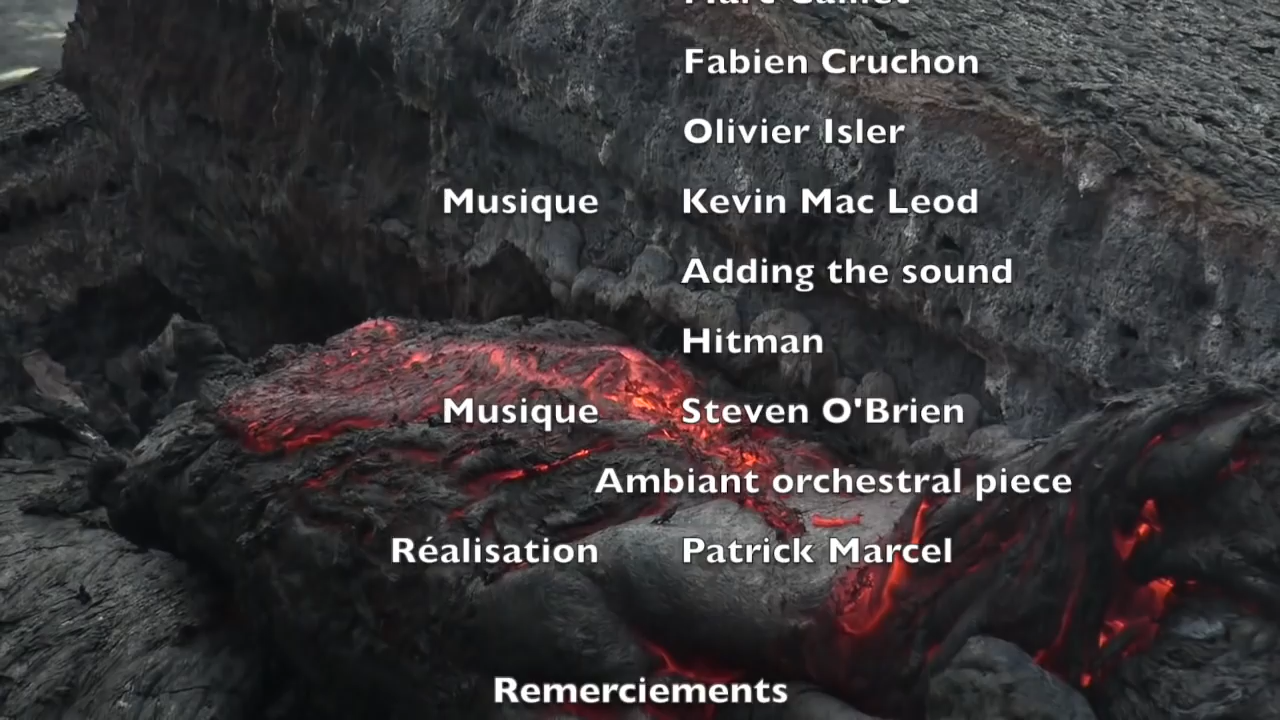 Fabien Cruchon
Olivier Isler
Musique Kevin Mac Leod
Adding the sound
Hitman
Musique Steven O'Brien
Ambiant orchestral piece
Réalisation Patrick Marcel
Remerciements